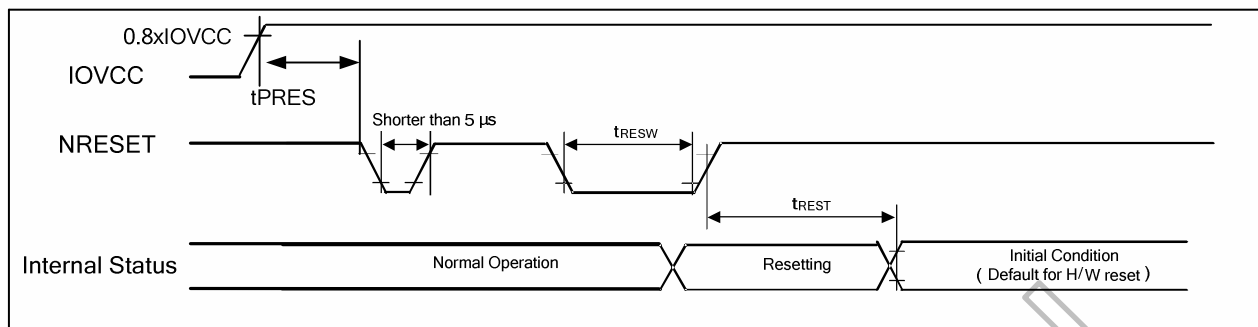 0.8xIOVCC
IOVCC
tPRES
Shorter than 5 µs
tRESW
NRESET
tREST
Internal Status
Normal Operation
Resetting
Initial Condition
( Default for H/W reset )